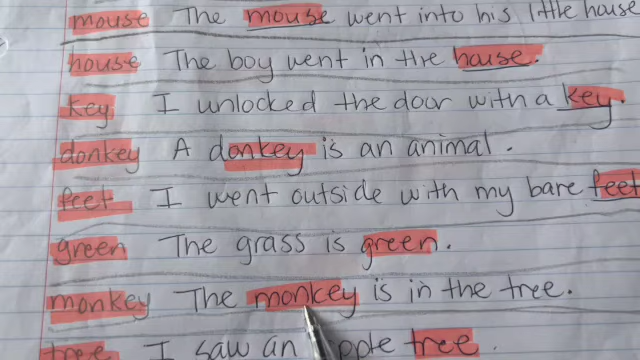 mouse The mouse went into his little house
house The boy went in the house.
key I unlocked the door with a key.
donkey A donkey is an animal.
feet I went outside with my bare feet
green The grass is green.
monkey The monkey is in the tree.
tree I saw an apple tree.